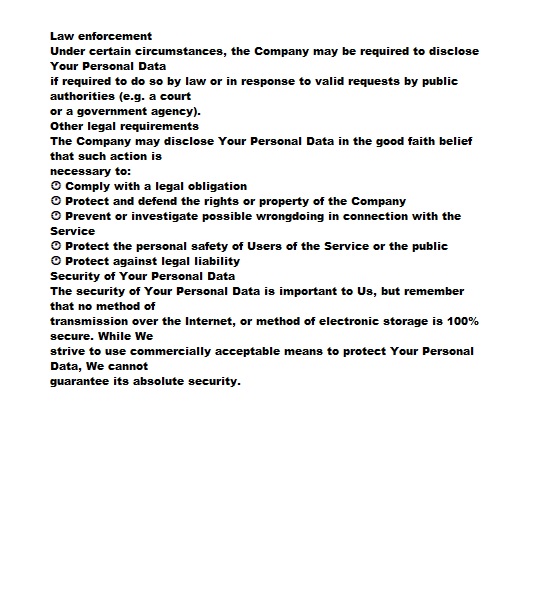 Law enforcement
Under certain circumstances, the Company may be required to disclose
Your Personal Data
if required to do so by law or in response to valid requests by public
authorities (e.g. a court
or a government agency).
Other legal requirements
The Company may disclose Your Personal Data in the good faith belief
that such action is
necessary to:
🕐 Comply with a legal obligation
🕐 Protect and defend the rights or property of the Company
🕐 Prevent or investigate possible wrongdoing in connection with the
Service
🕐 Protect the personal safety of Users of the Service or the public
🕐 Protect against legal liability
Security of Your Personal Data
The security of Your Personal Data is important to Us, but remember
that no method of
transmission over the Internet, or method of electronic storage is 100%
secure. While We
strive to use commercially acceptable means to protect Your Personal
Data, We cannot
guarantee its absolute security.